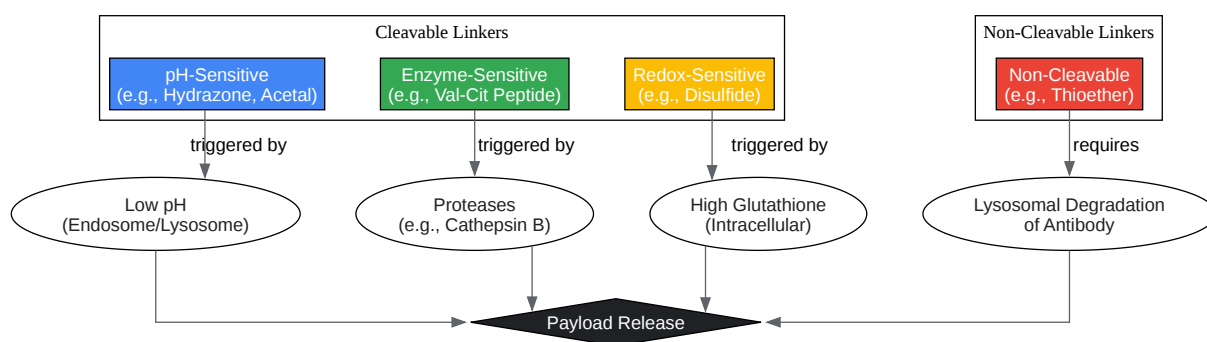 Cleavable Linkers
Non-Cleavable Linkers
pH-Sensitive
(e.g., Hydrazone, Acetal)
Enzyme-Sensitive
(e.g., Val-Cit Peptide)
Redox-Sensitive
(e.g., Disulfide)
Non-Cleavable
(e.g., Thioether)
triggered by
triggered by
triggered by
requires
Low pH
(Endosome/Lysosome)
Proteases
(e.g., Cathepsin B)
High Glutathione
(Intracellular)
Lysosomal Degradation
of Antibody
Payload Release